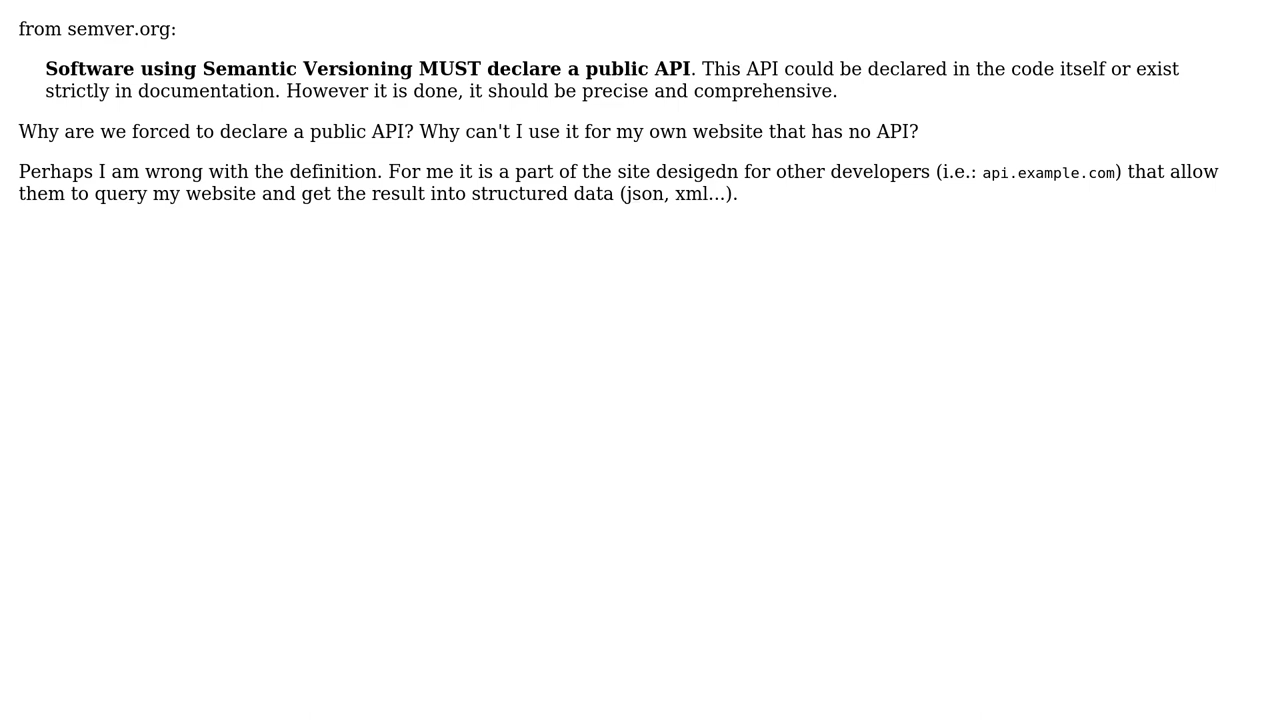 from semver.org:
Software using Semantic Versioning MUST declare a public API. This API could be declared in the code itself or exist
strictly in documentation. However it is done, it should be precise and comprehensive.
Why are we forced to declare a public API? Why can't I use it for my own website that has no API?
Perhaps I am wrong with the definition. For me it is a part of the site desigedn for other developers (i.e.: api.example.com) that allow
them to query my website and get the result into structured data (json, xml...).